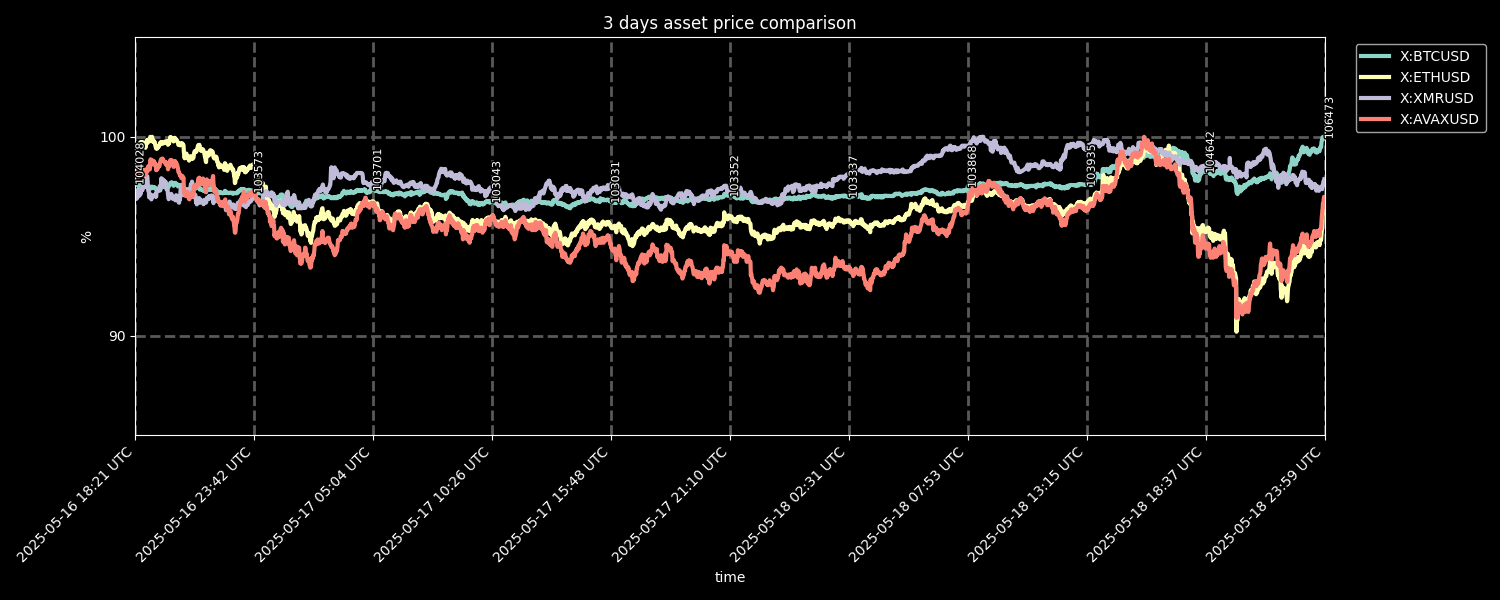 3 days asset price comparison
X:BTCUSD
X:ETHUSD
X:XMRUSD
X:AVAXUSD
100
90
%
104028
103573
103701
103413
103311
103352
103337
103868
103935
104642
106473
2025-05-16 18:21 UTC
2025-05-16 23:42 UTC
2025-05-17 05:04 UTC
2025-05-17 10:26 UTC
2025-05-17 15:48 UTC
2025-05-17 21:10 UTC
2025-05-18 02:31 UTC
2025-05-18 07:53 UTC
2025-05-18 13:15 UTC
2025-05-18 18:37 UTC
2025-05-18 23:59 UTC
time